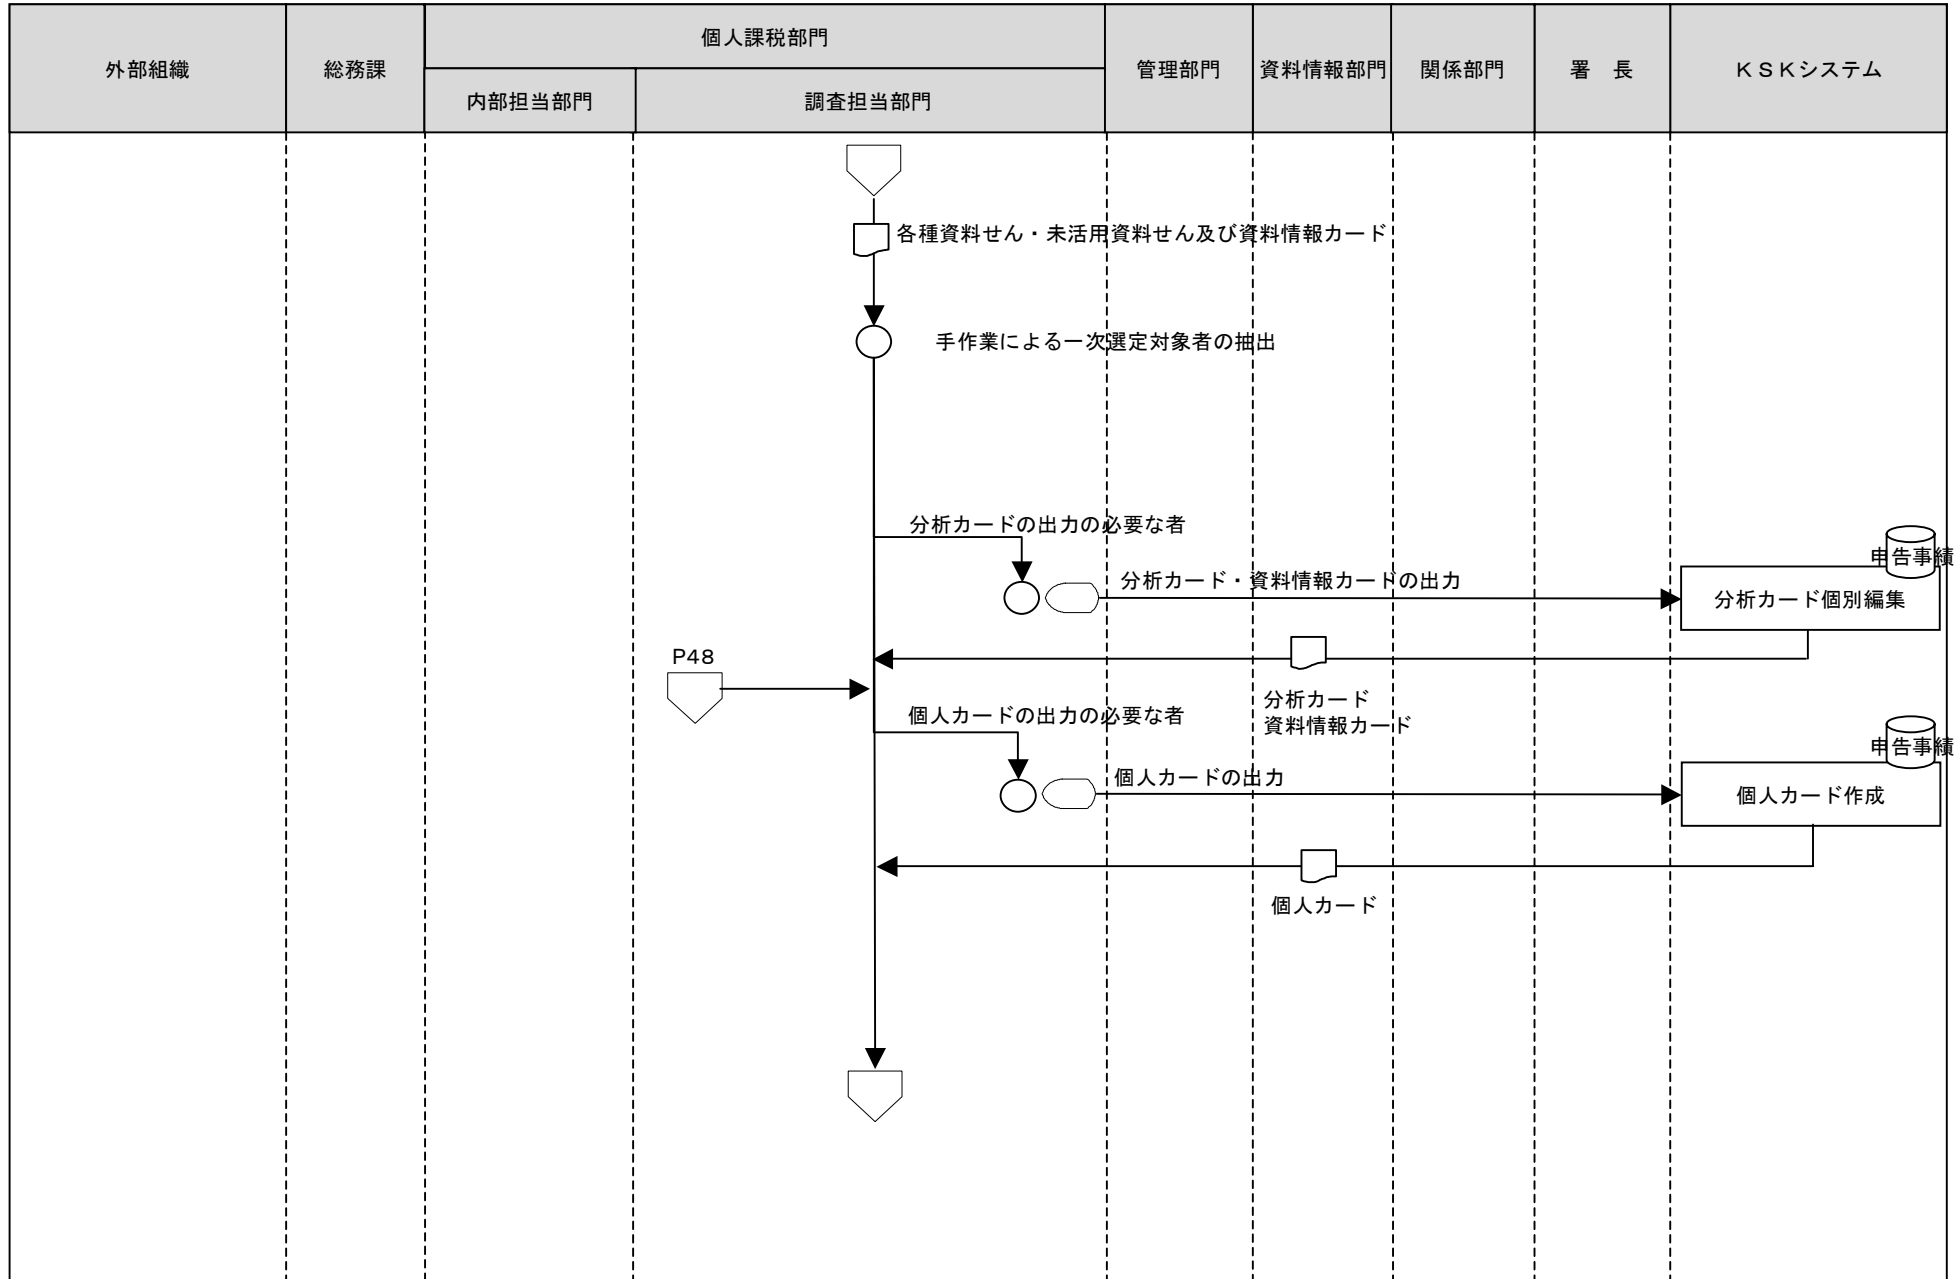 外部組織
総務課
個人課税部門
内部担当部門
調査担当部門
管理部門
資料情報部門
関係部門
署　長
ＫＳＫシステム
各種資料せん・未活用資料せん及び資料情報カード
手作業による一次選定対象者の抽出
分析カードの出力の必要な者
申告事績
分析カード・資料情報カードの出力
分析カード個別編集
P48
分析カード
資料情報カード
個人カードの出力の必要な者
申告事績
個人カードの出力
個人カード作成
個人カード